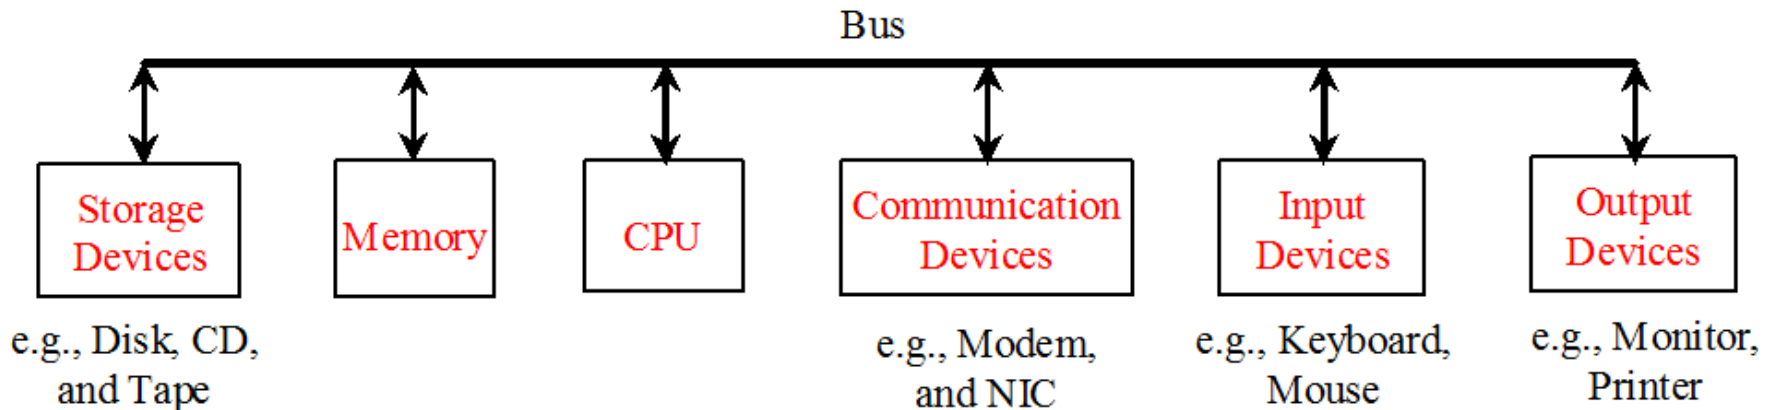 Bus
Storage
Devices
Memory
CPU
Communication
Devices
Input
Devices
Output
Devices
e.g., Disk, CD,
and Tape
e.g., Modem,
and NIC
e.g., Keyboard,
Mouse
e.g., Monitor,
Printer